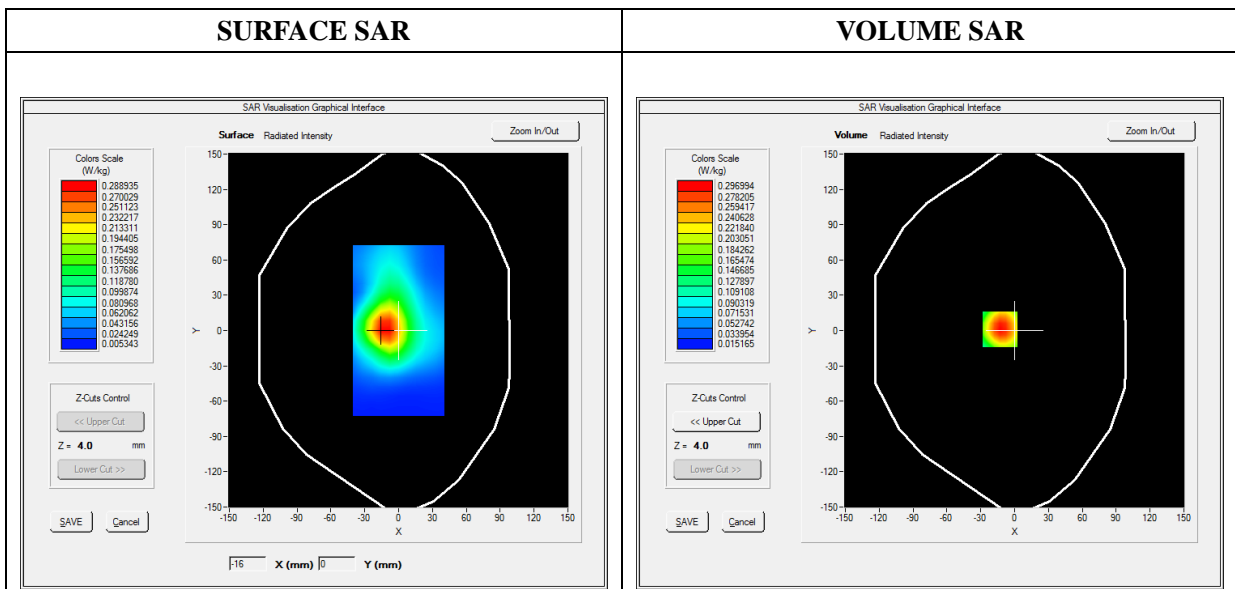 SURFACE SAR
VOLUME SAR
SAR Visualisation Graphical Interface
Surface Radiated Intensity
Zoom In/Out
Colors Scale
(W/kg)
0.288935
0.270029
0.251123
0.232217
0.213311
0.194405
0.175498
0.156592
0.137686
0.118780
0.099874
0.080968
0.062062
0.043156
0.024249
0.005343
Z-Cuts Control
<< Upper Cut
Z = 4.0 mm
Lower Cut >>
SAVE Cancel
150
120
90
60
30
0
-30
-60
-90
-120
-150
Y
-150 -120 -90 -60 -30 0 30 60 90 120 150
X
-16 X (mm) 0 Y (mm)
SAR Visualisation Graphical Interface
Volume Radiated Intensity
Zoom In/Out
Colors Scale
(W/kg)
0.296994
0.278205
0.259417
0.240628
0.221840
0.203051
0.184262
0.165474
0.146685
0.127897
0.109108
0.090319
0.071531
0.052742
0.033954
0.015165
Z-Cuts Control
<< Upper Cut
Z = 4.0 mm
Lower Cut >>
SAVE Cancel
150
120
90
60
30
0
-30
-60
-90
-120
-150
Y
-150 -120 -90 -60 -30 0 30 60 90 120 150
X